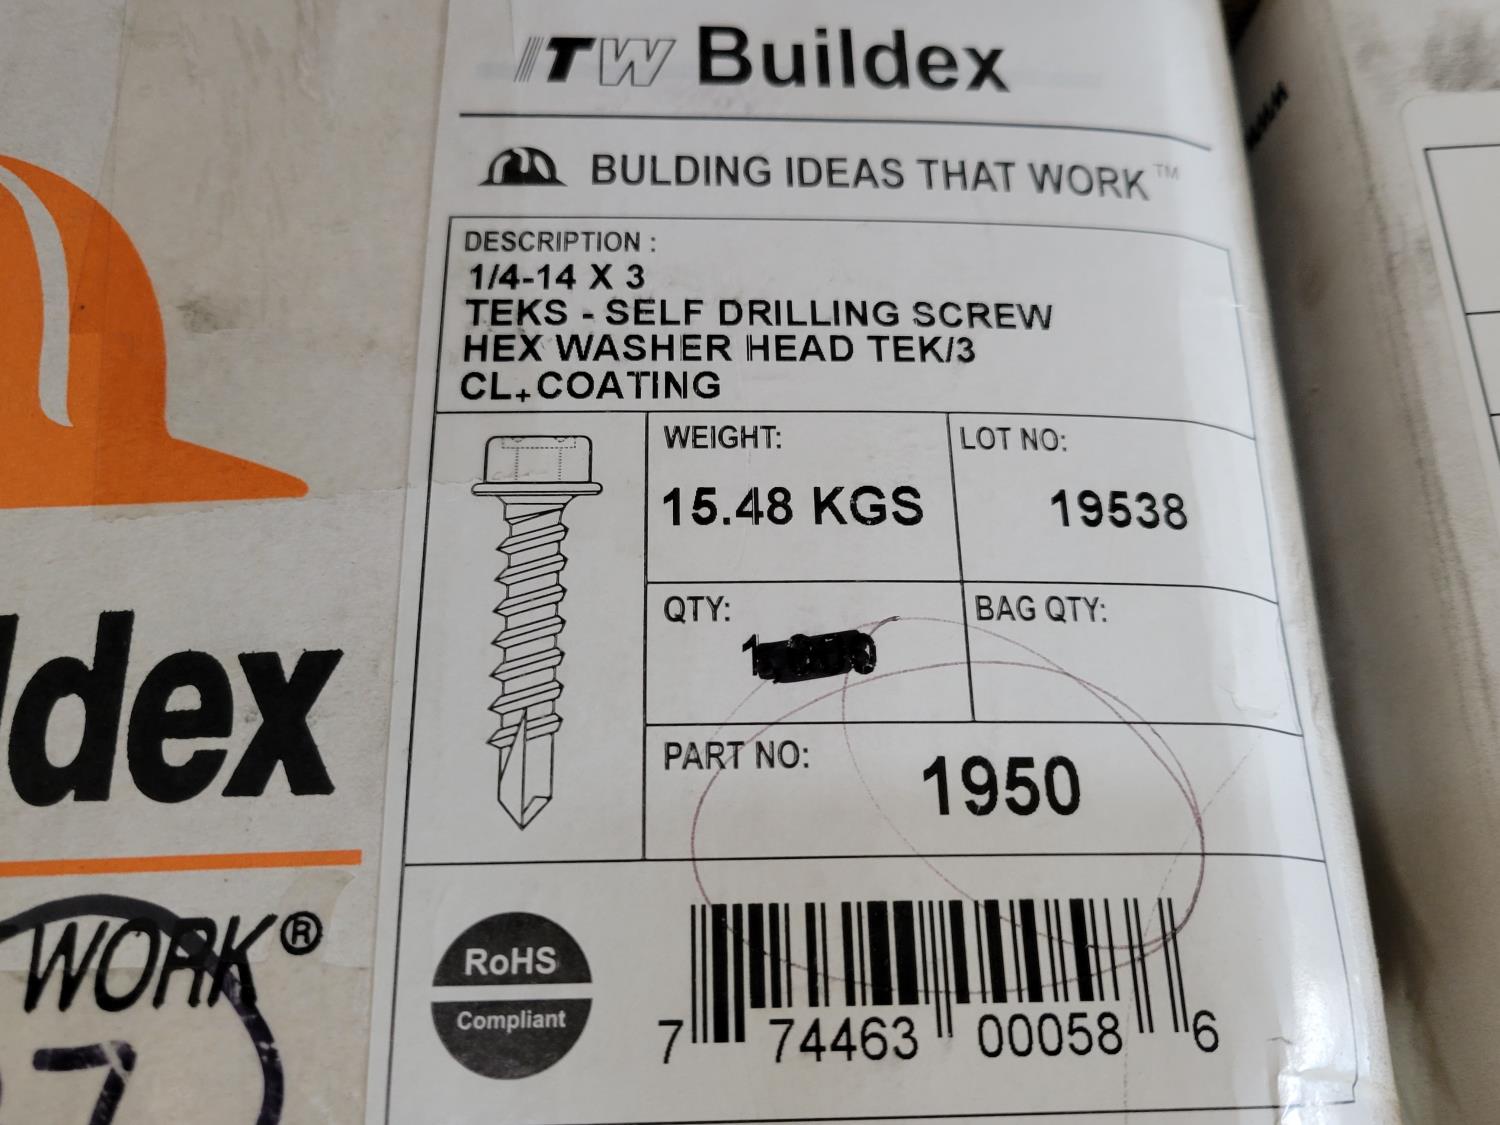 ITW Buildex
BULDING IDEAS THAT WORK™
DESCRIPTION :
1/4-14 X 3
TEKS - SELF DRILLING SCREW
HEX WASHER HEAD TEK/3
CL+COATING
WEIGHT:
15.48 KGS
LOT NO:
19538
QTY:
BAG QTY:
PART NO:
1950
RoHS
Compliant
7 74463 00058 6
ldex
WORK®
7